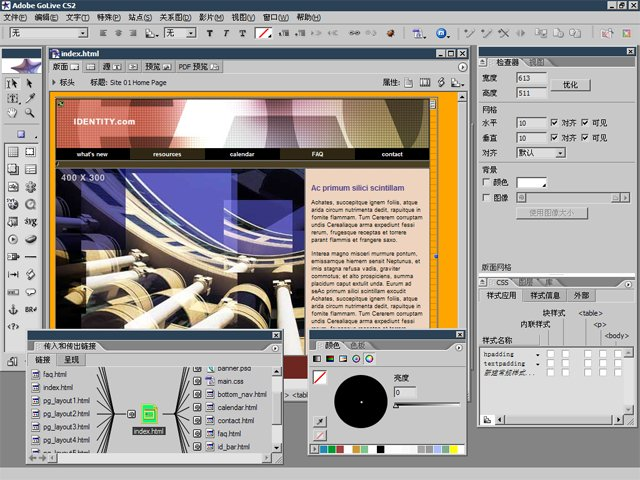 Adobe GoLive CS2
文件(F) 编辑(E) 文字(T) 特殊(P) 站点(S) 关系图(D) 影片(M) 视图(V) 窗口(W) 帮助(H)
无 T T T 无
index.html
版面 源 预览 PDF 预览
标头 标题: Site 01 Home Page 属性:
IDENTITY.com
what's new resources calendar FAQ contact
400 X 300
Ac primum silici scintillam
Achates, succepitque ignem foliis, atque
arida circum nutrimenta dedit, rapuitque in
fomite flammam. Tum Cererem corruptam
undis Cerealiaque arma expediunt fessi
rerum, frugesque receptas et torrere
parant flammis et frangere saxo.
Interea magno misceri murmure pontum,
emissamque hiemem sensit Neptunus, et
imis stagna refusa vadis, graviter
commotus; et alto prospiciens, summa
placidum caput extulit unda. Eurum ad
seAc primum silici scintillam excudit
Achates, succepitque ignem foliis, atque
arida circum nutrimenta dedit, rapuitque in
fomite flammam. Tum Cererem corruptam
undis Cerealiaque arma expediunt fessi
rerum, frugesque receptas et torrere
检查器 视图
宽度 613
高度 511
优化
网格
水平 10 对齐 可见
垂直 10 对齐 可见
对齐 默认
背景
颜色
图像
使用图像大小
版面网格
CSS 图层 库
样式应用 样式信息 外部
块样式 <table>
内联样式 <p>
样式名称 <body>
hpadding
textpadding
新建常规样式...
传入和传出链接
链接 呈现
faq.html
index.html
pg_layout1.html
pg_layout2.html
pg_layout3.html
pg_layout4.html
index.html
banner.psd
main.css
bottom_nav.html
calendar.html
contact.html
faq.html
id_bar.html
颜色 色板
亮度
0